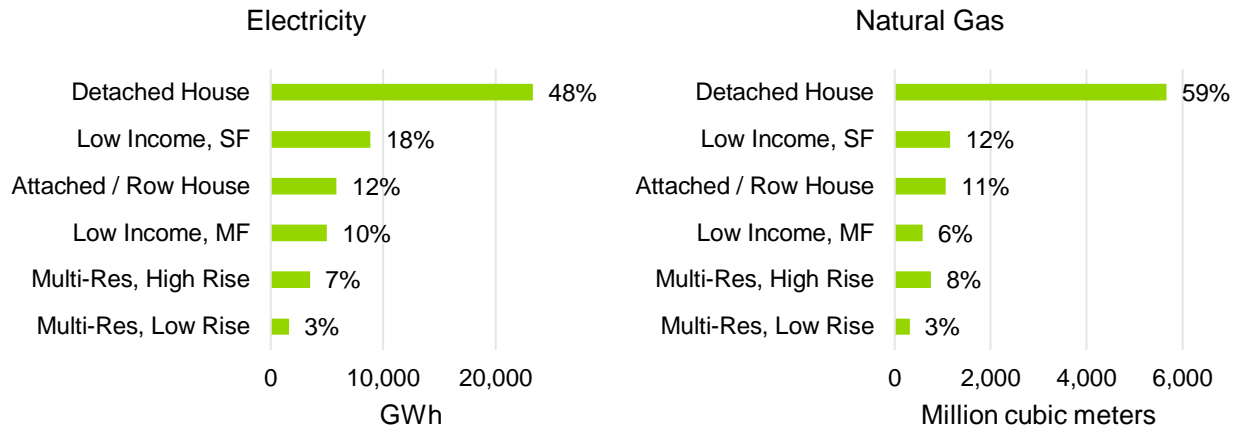 Electricity
Detached House 48%
Low Income, SF 18%
Attached / Row House 12%
Low Income, MF 10%
Multi-Res, High Rise 7%
Multi-Res, Low Rise 3%
0 10,000 20,000
GWh
Natural Gas
Detached House 59%
Low Income, SF 12%
Attached / Row House 11%
Low Income, MF 6%
Multi-Res, High Rise 8%
Multi-Res, Low Rise 3%
0 2,000 4,000 6,000
Million cubic meters